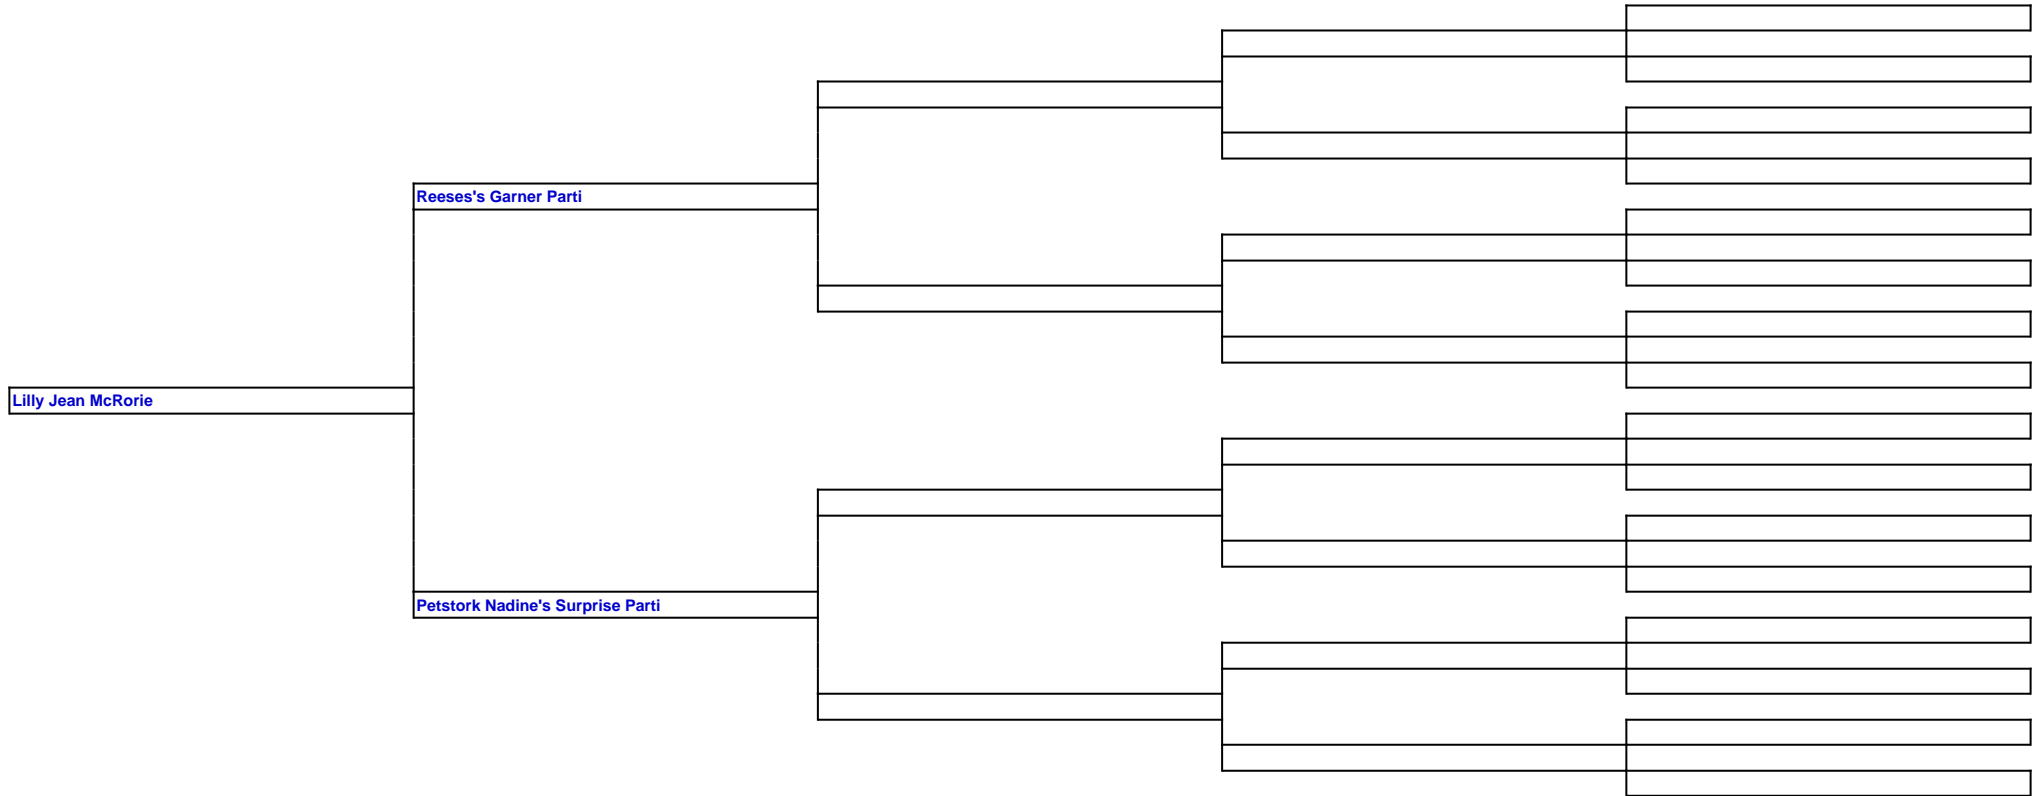 Reeses's Garner Parti
Lilly Jean McRorie
Petstork Nadine's Surprise Parti